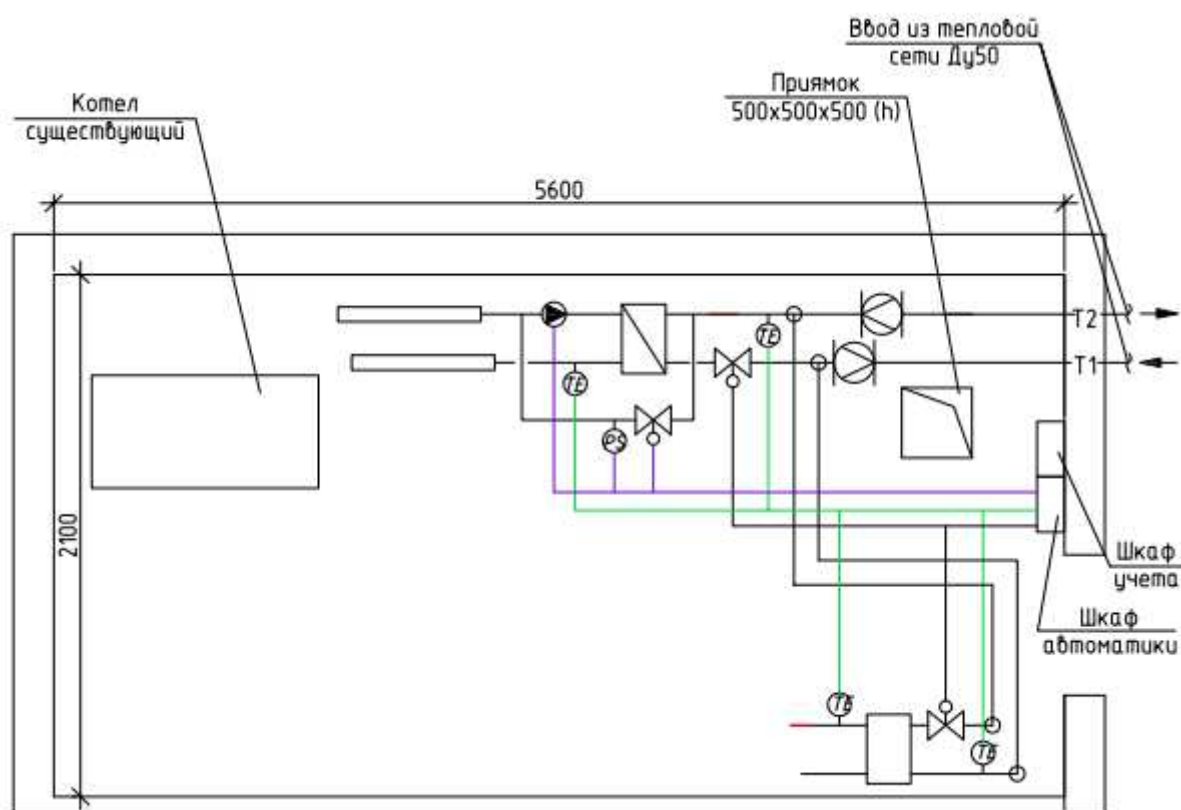 Ввод из тепловой
сети Ду50
Приямок
500х500х500 (h)
Котел
существующий
5600
T2
TE
T1
TE
PS
2100
Шкаф
учета
Шкаф
автоматики
TE
TE